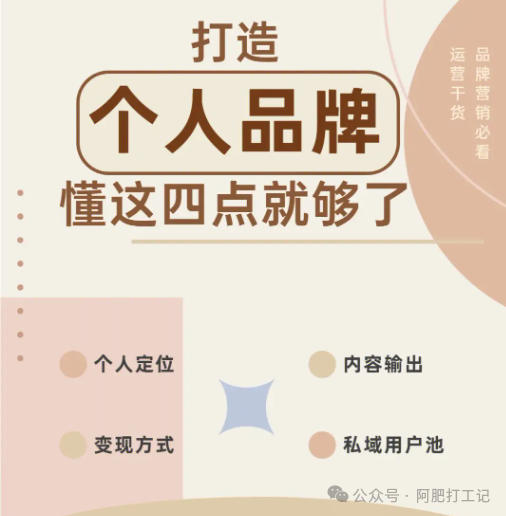 打造
个人品牌
懂这四点就够了
品牌营销必看
运营干货
个人定位
内容输出
变现方式
私域用户池
公众号 · 阿肥打工记